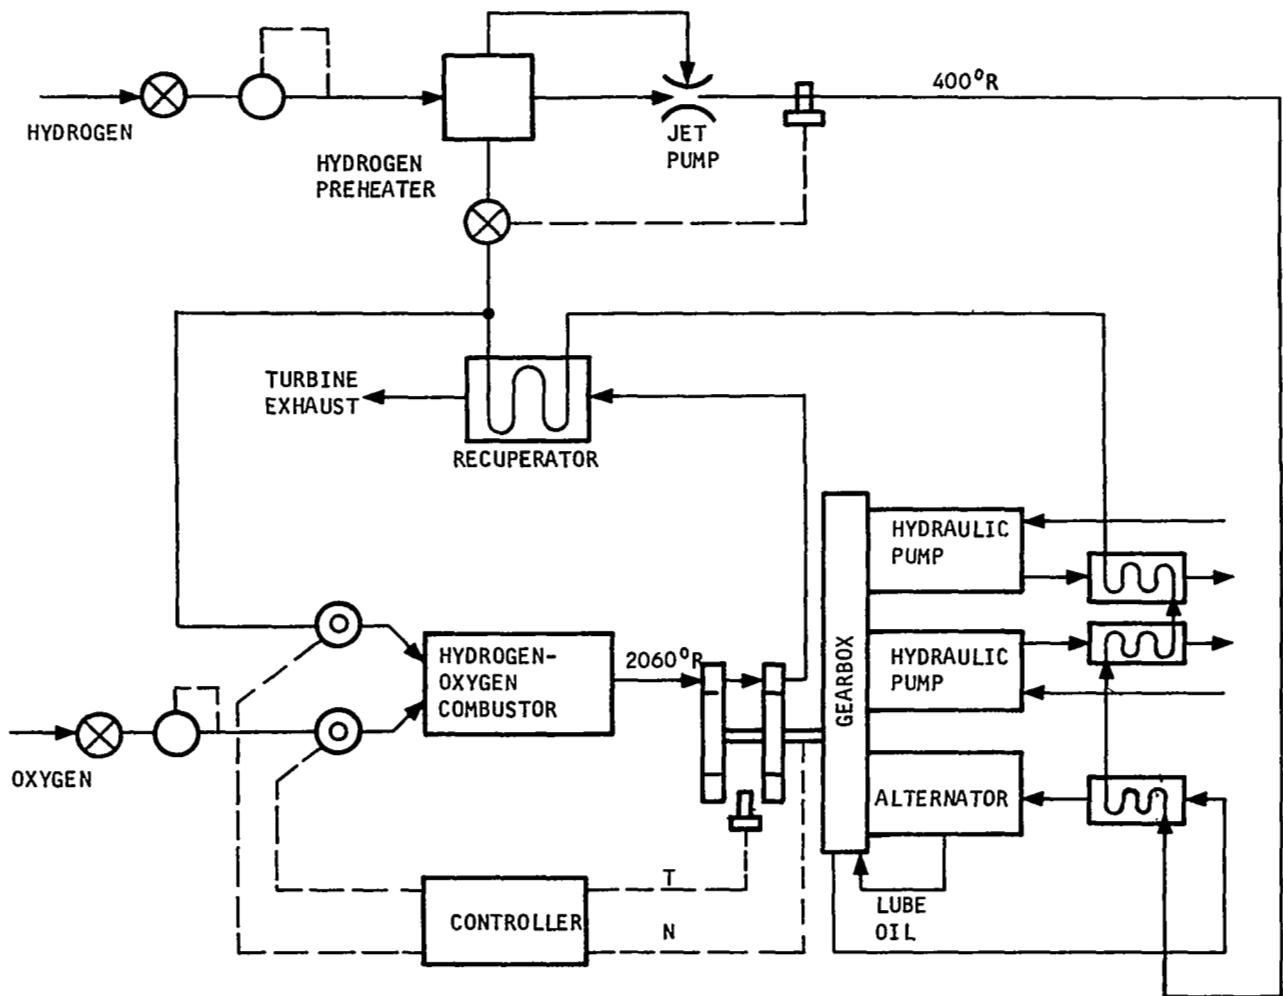 400°R
HYDROGEN
JET
PUMP
HYDROGEN
PREHEATER
TURBINE
EXHAUST
RECUPERATOR
HYDRAULIC
PUMP
HYDROGEN-
OXYGEN
COMBUSTOR
2060°R
GEARBOX
HYDRAULIC
PUMP
OXYGEN
ALTERNATOR
T
CONTROLLER
N
LUBE
OIL